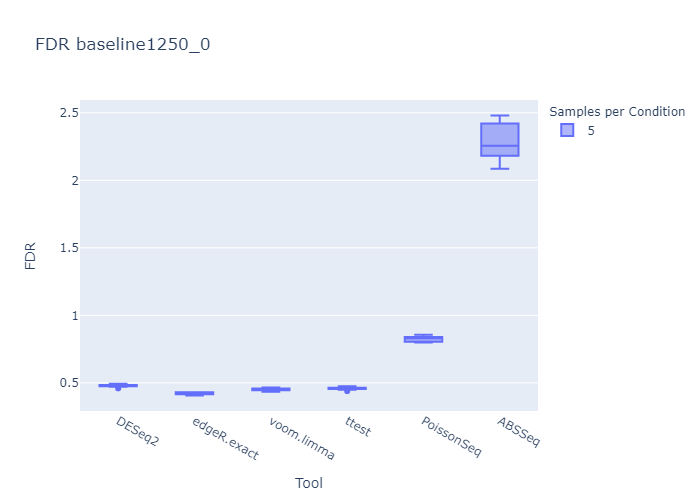 FDR baseline1250_0
Samples per Condition
5
2.5
2
1.5
1
0.5
FDR
DESeq2
edgeR.exact
voom.limma
ttest
PoissonSeq
ABSSeq
Tool